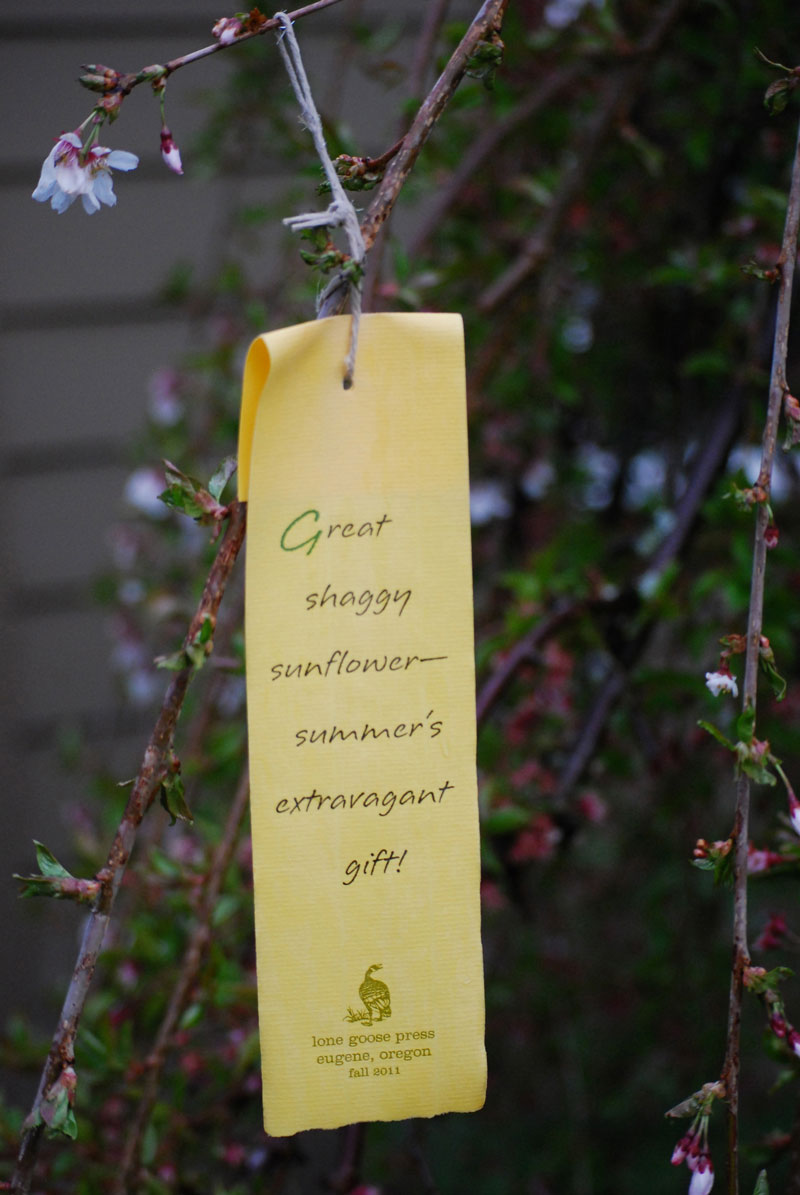 Great
shaggy
sunflower—
summer's
extravagant
gift!
lone goose press
eugene, oregon
fall 2011